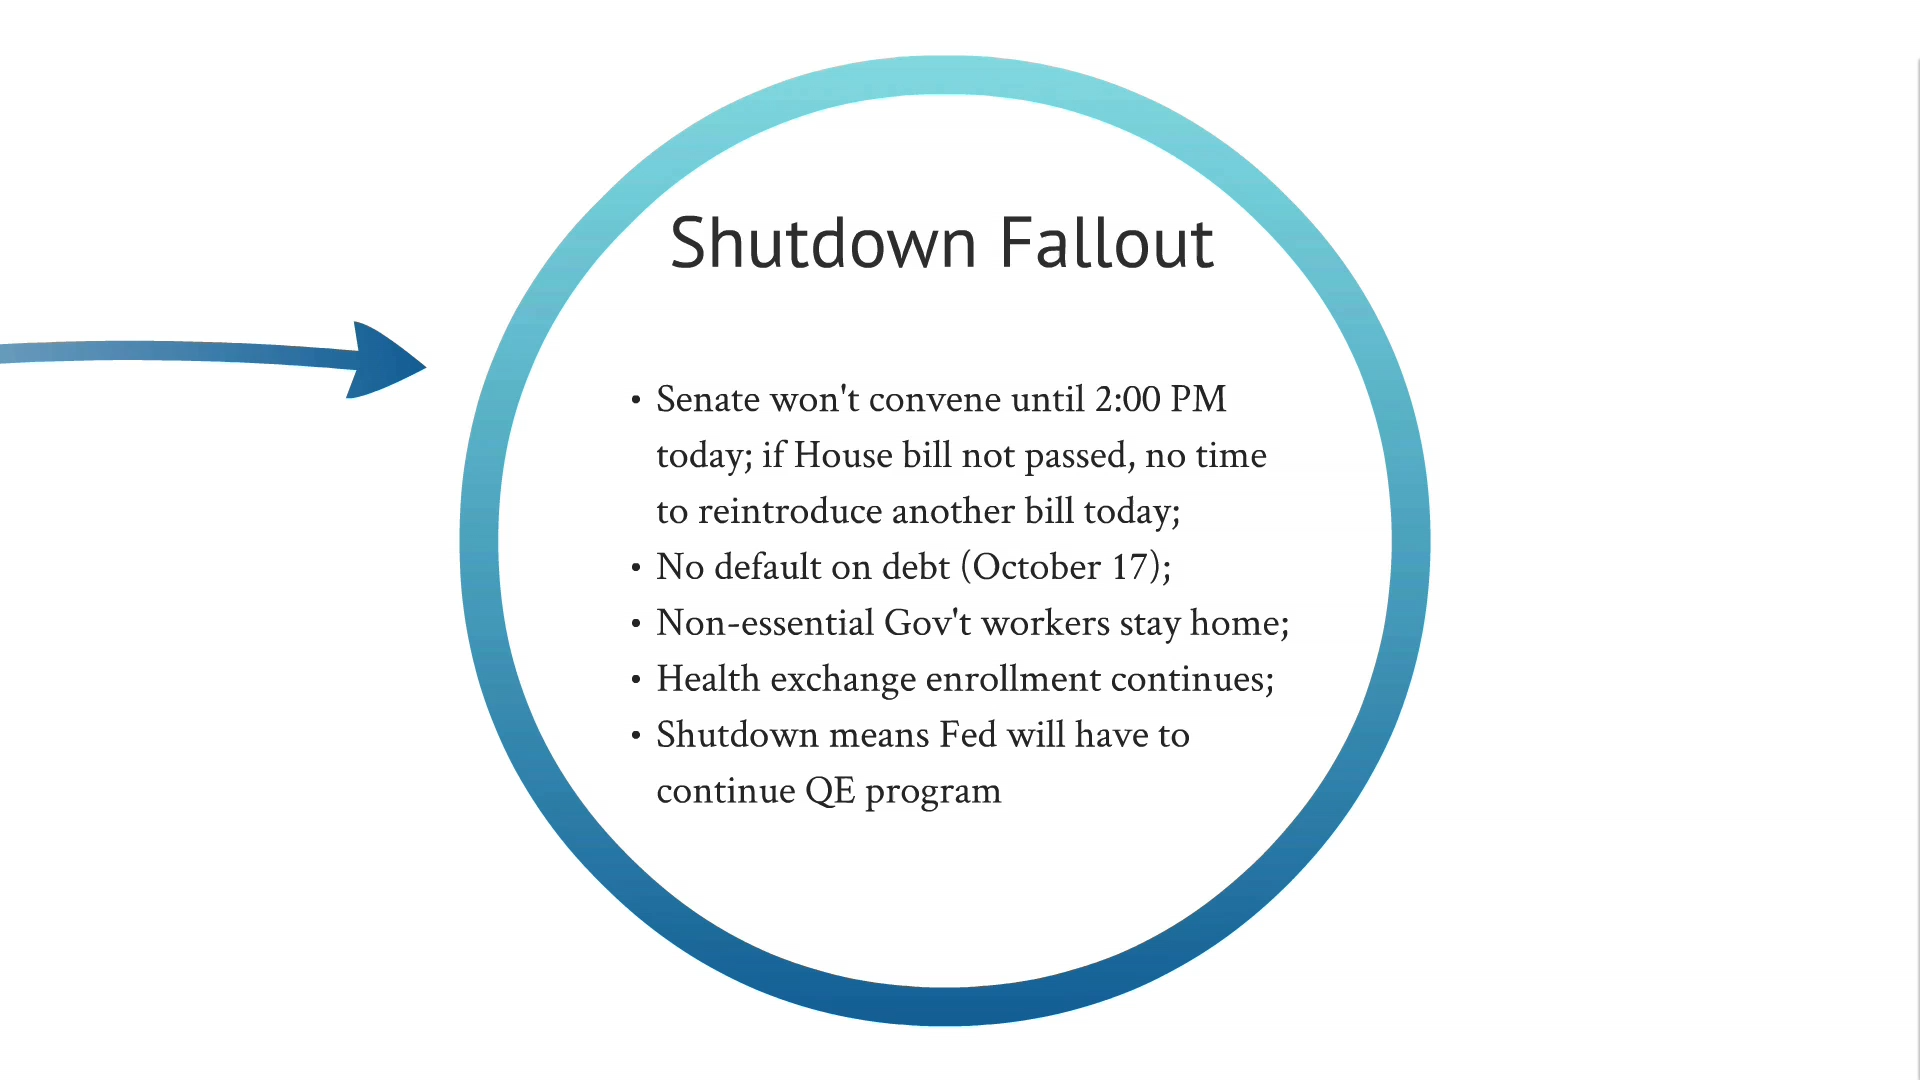 Shutdown Fallout
• Senate won't convene until 2:00 PM
today; if House bill not passed, no time
to reintroduce another bill today;
• No default on debt (October 17);
• Non-essential Gov't workers stay home;
• Health exchange enrollment continues;
• Shutdown means Fed will have to
continue QE program